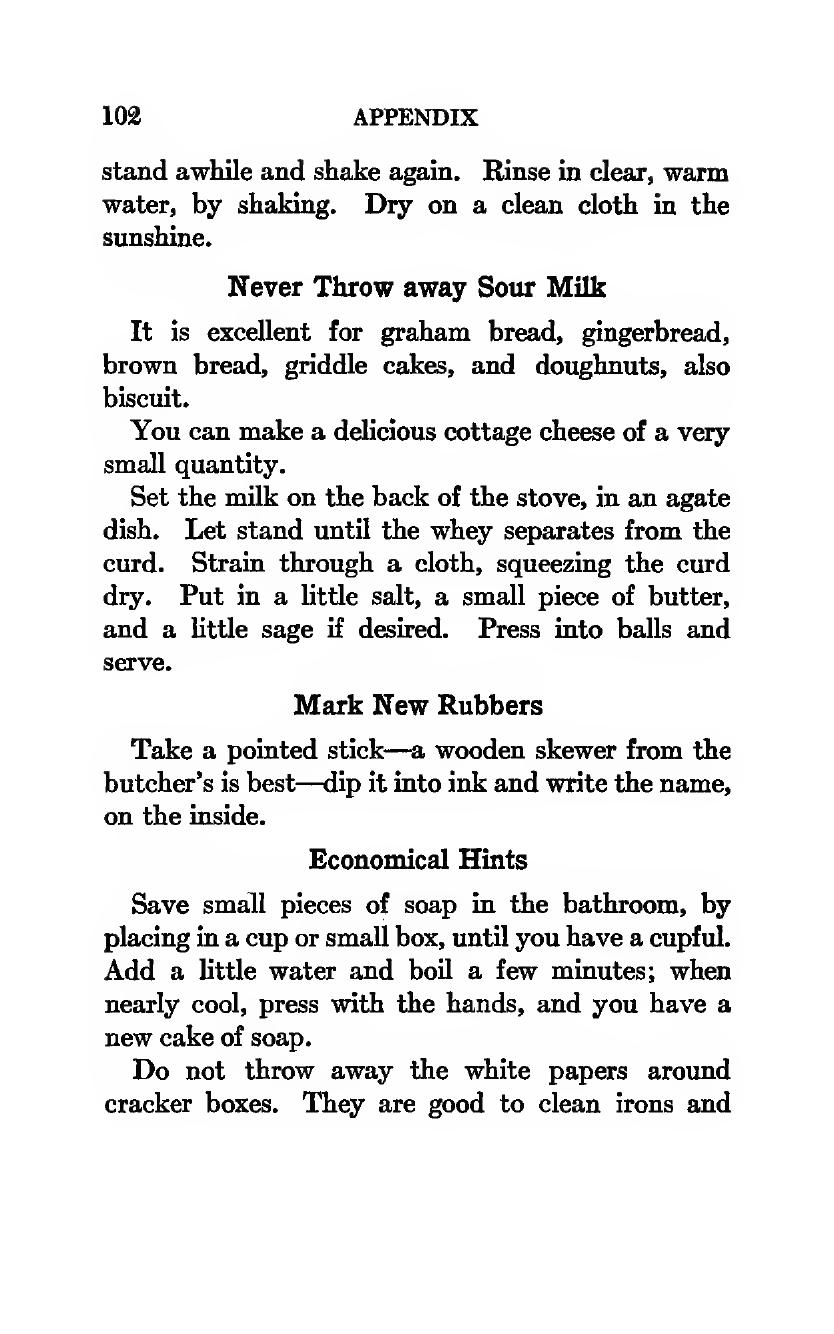 102 APPENDIX
stand awhile and shake again. Rinse in clear, warm
water, by shaking. Dry on a clean cloth in the
sunshine.
Never Throw away Sour Milk
It is excellent for graham bread, gingerbread,
brown bread, griddle cakes, and doughnuts, also
biscuit.
You can make a delicious cottage cheese of a very
small quantity.
Set the milk on the back of the stove, in an agate
dish. Let stand until the whey separates from the
curd. Strain through a cloth, squeezing the curd
dry. Put in a little salt, a small piece of butter,
and a little sage if desired. Press into balls and
serve.
Mark New Rubbers
Take a pointed stick—a wooden skewer from the
butcher's is best—dip it into ink and write the name,
on the inside.
Economical Hints
Save small pieces of soap in the bathroom, by
placing in a cup or small box, until you have a cupful.
Add a little water and boil a few minutes; when
nearly cool, press with the hands, and you have a
new cake of soap.
Do not throw away the white papers around
cracker boxes. They are good to clean irons and